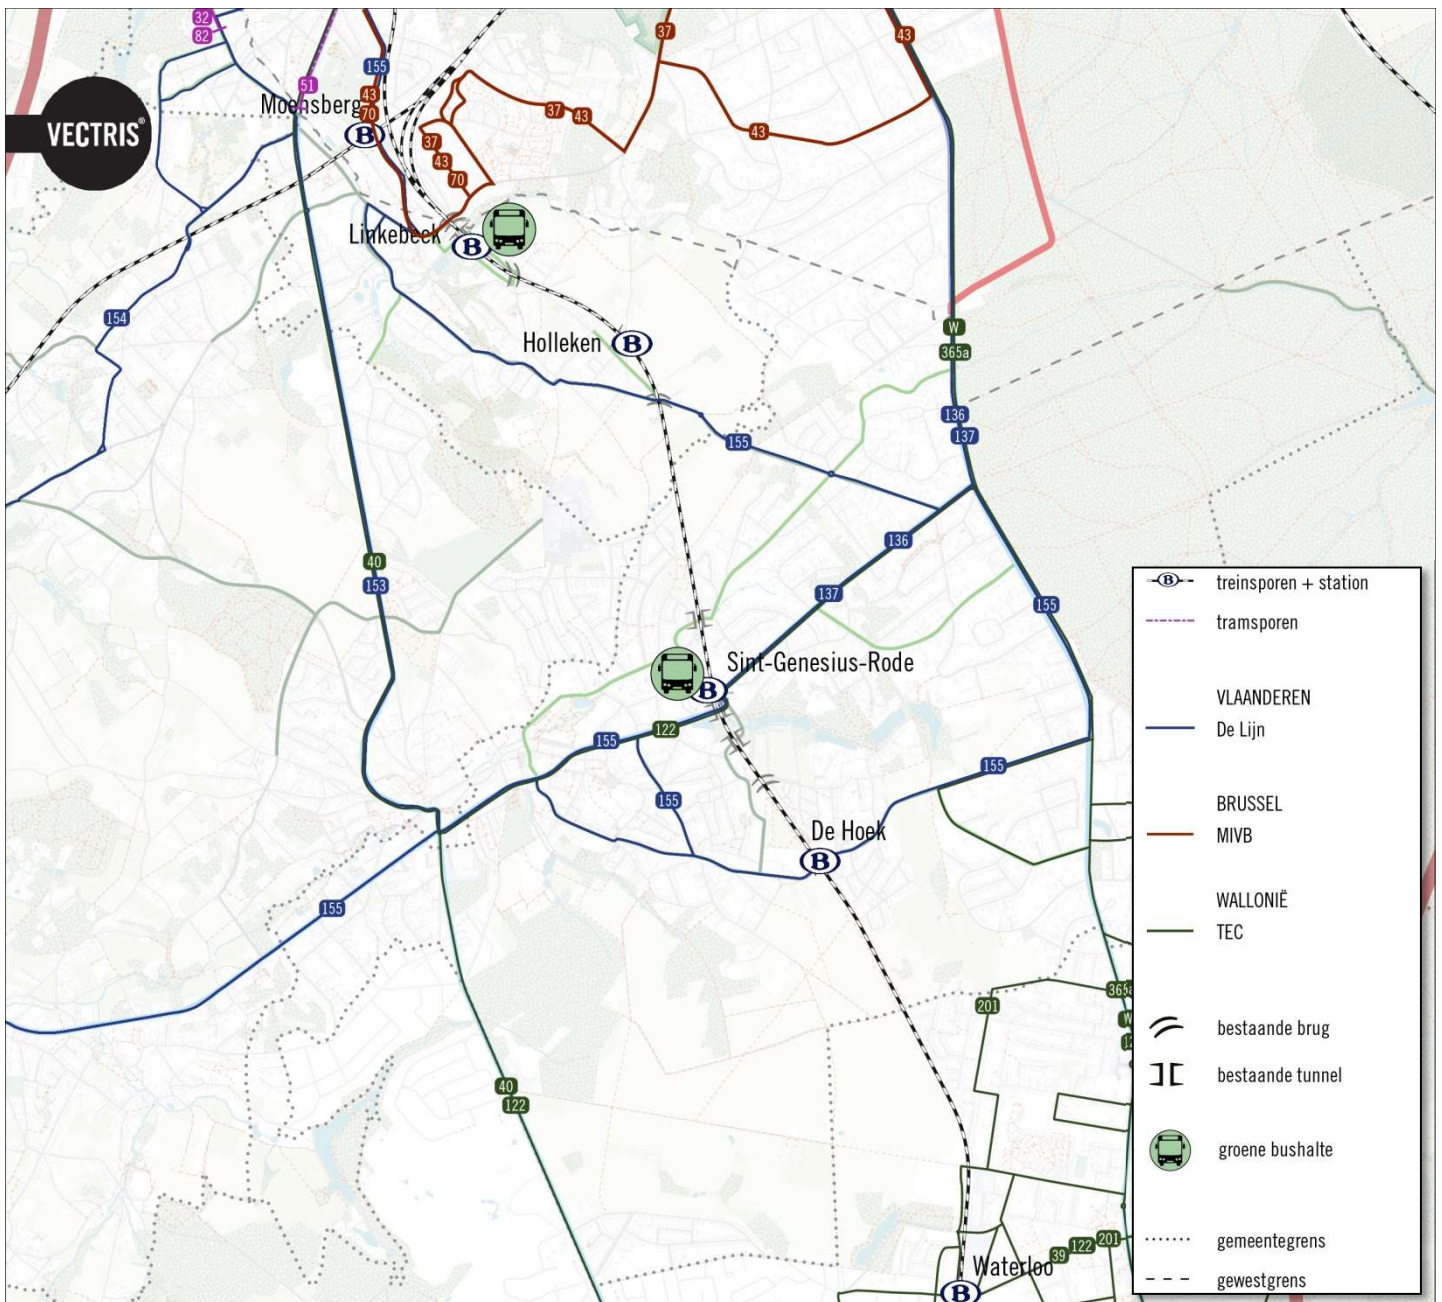 32
82
51
155
43
70
Moensberg
B
VECTRIS®
37
43
37
43
43
43
37
43
70
Linkebeek
B
154
Holleken
B
W
365a
136
137
155
136
137
40
153
155
Sint-Genesius-Rode
B
122
155
155
155
De Hoek
B
155
201
365a
W
40
122
39
122
201
Waterloo
B
B
treinsporen + station
tramsporen
VLAANDEREN
De Lijn
BRUSSEL
MIVB
WALLONIË
TEC
bestaande brug
bestaande tunnel
groene bushalte
gemeentegrens
gewestgrens